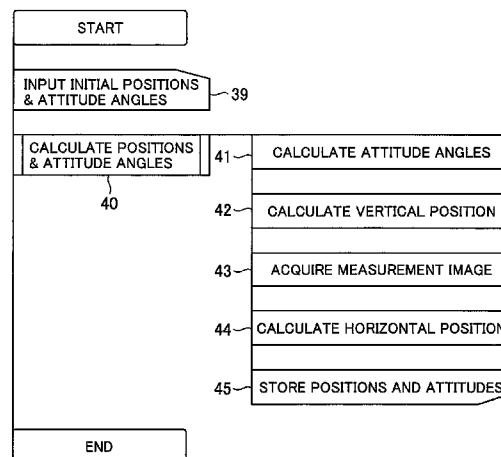 START
INPUT INITIAL POSITIONS
& ATTITUDE ANGLES
39
CALCULATE POSITIONS
& ATTITUDE ANGLES
40
41
CALCULATE ATTITUDE ANGLES
42
CALCULATE VERTICAL POSITION
43
ACQUIRE MEASUREMENT IMAGE
44
CALCULATE HORIZONTAL POSITION
45
STORE POSITIONS AND ATTITUDES
END